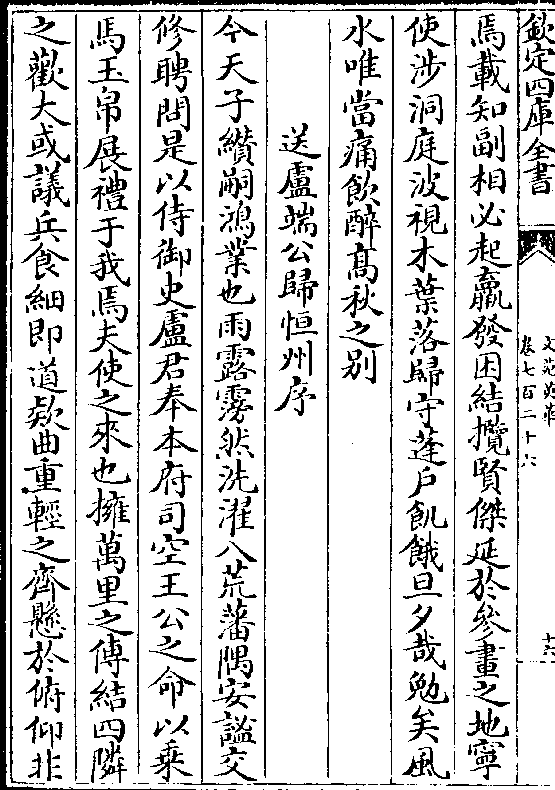 欽定四庫全書
文苑英華
卷七百二十六
十六
焉載知副相必起羸發困結攬賢傑延於參畫之地寧
使涉洞庭波視木葉落歸守蓬戶飢餓旦夕哉勉矣風
水唯當痛飲醉高秋之别
送盧端公歸恒州序
今天子纘嗣鴻業也雨露霶然洗濯八荒藩隅安謐交
修聘問是以侍御史盧君奉本府司空王公之命以乗
馬玉帛展禮于我焉夫使之來也擁萬里之傳結四隣
之歡大或議兵食細即道欵曲重輕之齊懸於俯仰非